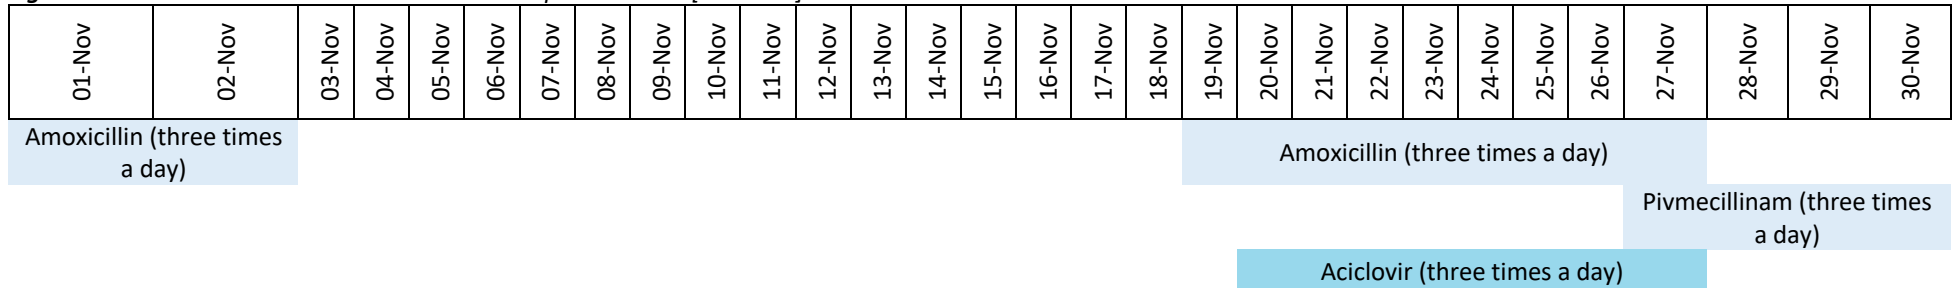 01-Nov
02-Nov
03-Nov
04-Nov
05-Nov
06-Nov
07-Nov
08-Nov
09-Nov
10-Nov
11-Nov
12-Nov
13-Nov
14-Nov
15-Nov
16-Nov
17-Nov
18-Nov
19-Nov
20-Nov
21-Nov
22-Nov
23-Nov
24-Nov
25-Nov
26-Nov
27-Nov
28-Nov
29-Nov
30-Nov
Amoxicillin (three times
a day)
Amoxicillin (three times a day)
Pivmecillinam (three times
a day)
Aciclovir (three times a day)